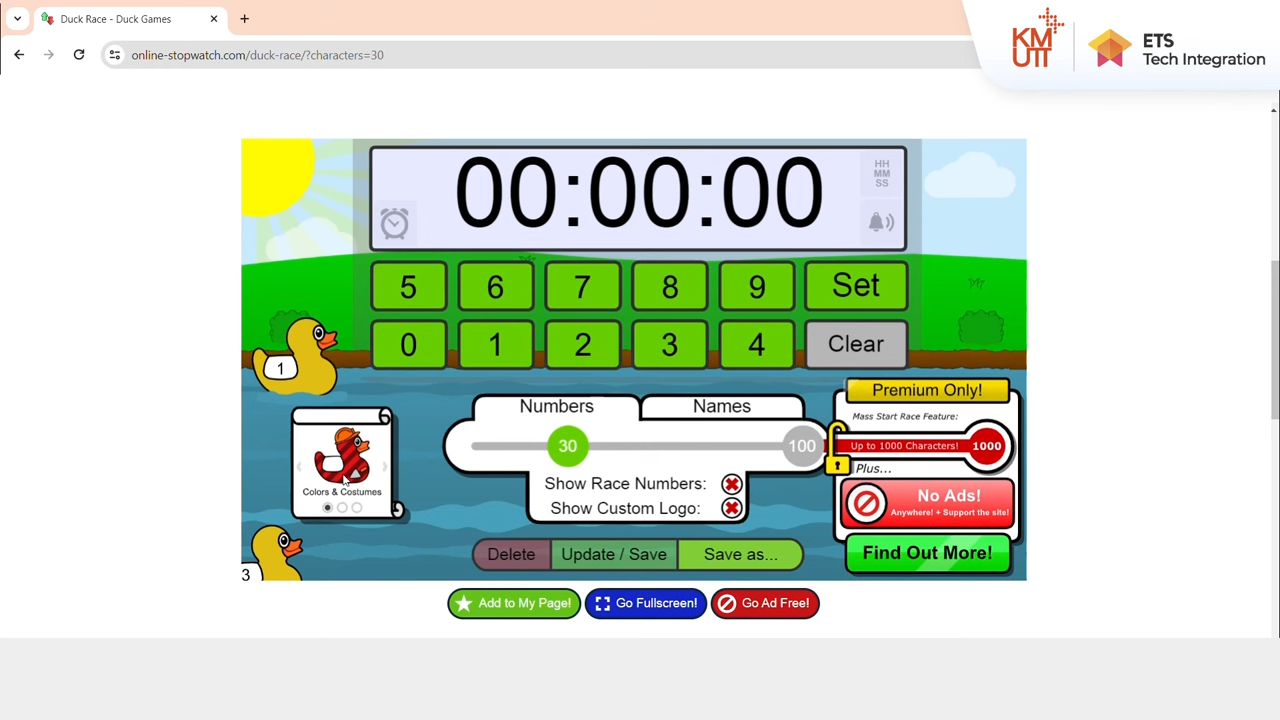 Duck Race - Duck Games
online-stopwatch.com/duck-race/?characters=30
KM
UTT
ETS
Tech Integration
00:00:00
HH
MM
SS
5 6 7 8 9 Set
0 1 2 3 4 Clear
1
Numbers Names
30 100
Show Race Numbers:
Show Custom Logo:
Colors & Costumes
Premium Only!
Mass Start Race Feature:
Up to 1000 Characters! 1000
Plus...
No Ads!
Anywhere! + Support the site!
Find Out More!
3
Delete Update / Save Save as...
Add to My Page! Go Fullscreen! Go Ad Free!